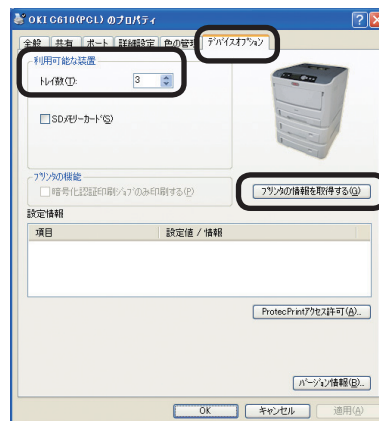 OKI C610(PCL) のプロパティ
全般 共有 ポート 詳細設定 色の管理 デバイスオプション
利用可能な装置
トレイ数(T): 3
SDメモリーカード(S)
プリンタの機能
暗号化認証印刷ジョブのみ印刷する(P)
プリンタの情報を取得する(G)
設定情報
項目 設定値 / 情報
ProtecPrintアクセス許可(A)...
バージョン情報(B)...
OK キャンセル 適用(A)